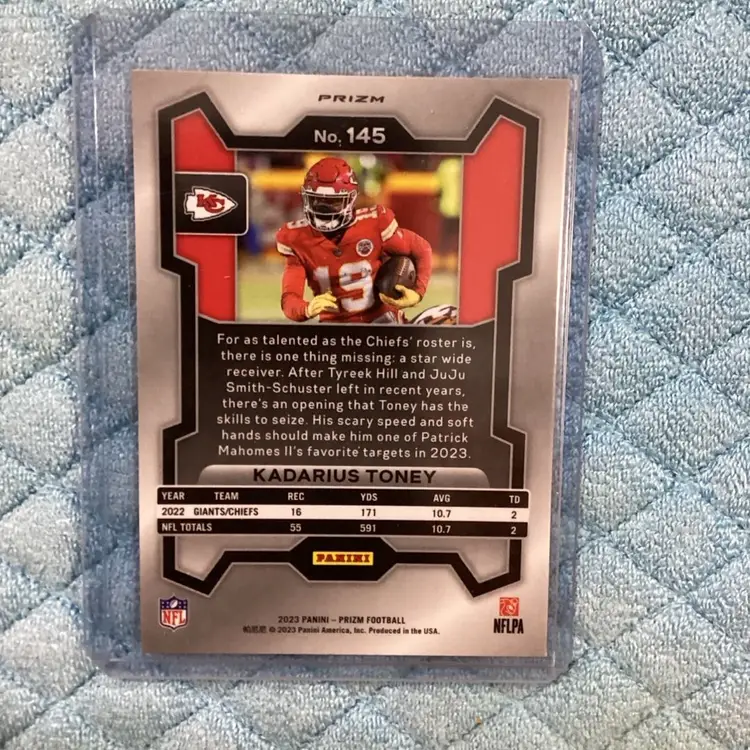 PRIZM
No. 145
KC
19
19
For as talented as the Chiefs' roster is,
there is one thing missing: a star wide
receiver. After Tyreek Hill and JuJu
Smith-Schuster left in recent years,
there's an opening that Toney has the
skills to seize. His scary speed and soft
hands should make him one of Patrick
Mahomes II's favorite targets in 2023.
KADARIUS TONEY
YEAR TEAM REC YDS AVG TD
2022 GIANTS/CHIEFS 16 171 10.7 2
NFL TOTALS 55 591 10.7 2
PANINI
2023 PANINI – PRIZM FOOTBALL
© 2023 Panini America, Inc. Produced in the USA.
NFL
NFLPA